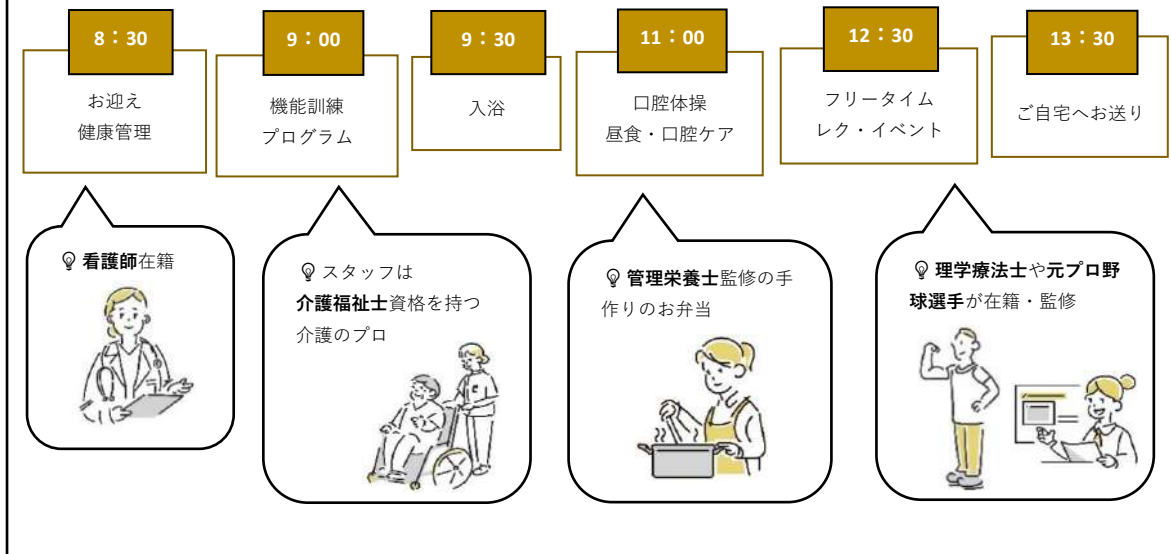 8：30
お迎え
健康管理
9：00
機能訓練
プログラム
9：30
入浴
11：00
口腔体操
昼食・口腔ケア
12：30
フリータイム
レク・イベント
13：30
ご自宅へお送り
看護師在籍
スタッフは
介護福祉士資格を持つ
介護のプロ
管理栄養士監修の手
作りのお弁当
理学療法士や元プロ野
球選手が在籍・監修